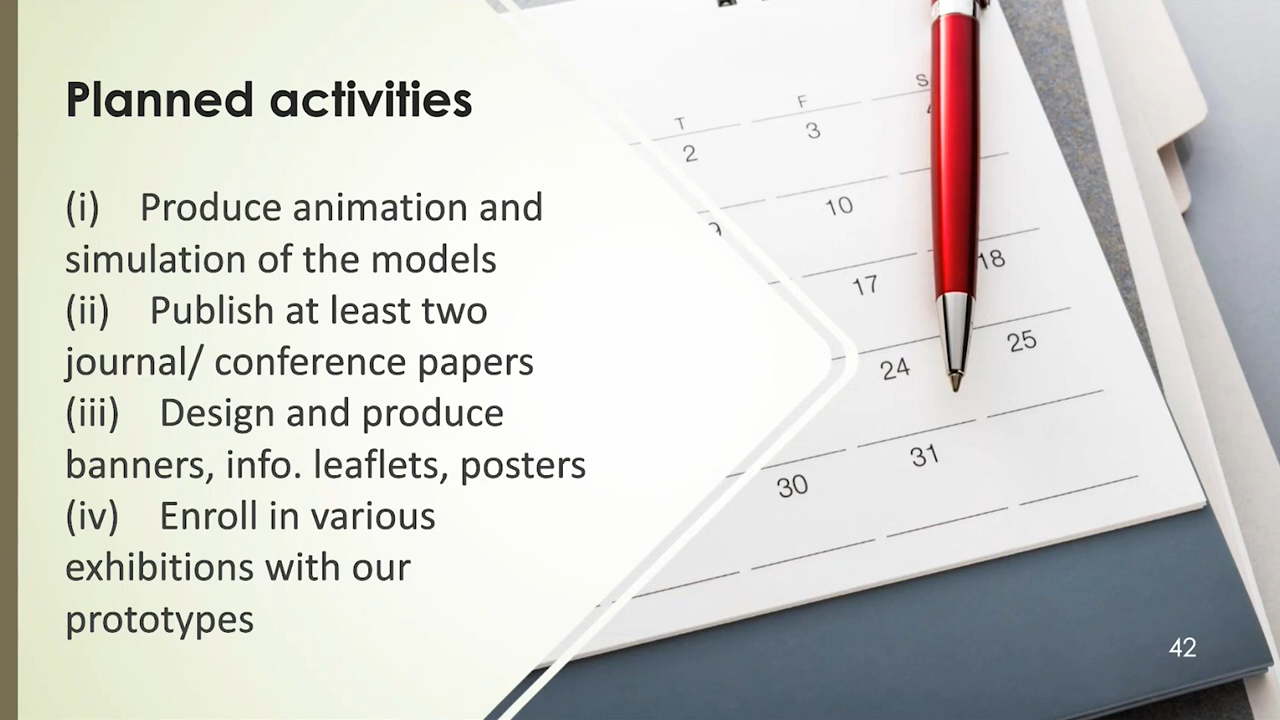 Planned activities
(i) Produce animation and
simulation of the models
(ii) Publish at least two
journal/ conference papers
(iii) Design and produce
banners, info. leaflets, posters
(iv) Enroll in various
exhibitions with our
prototypes
T F S
2 3
9 10
17 18
24 25
30 31
42